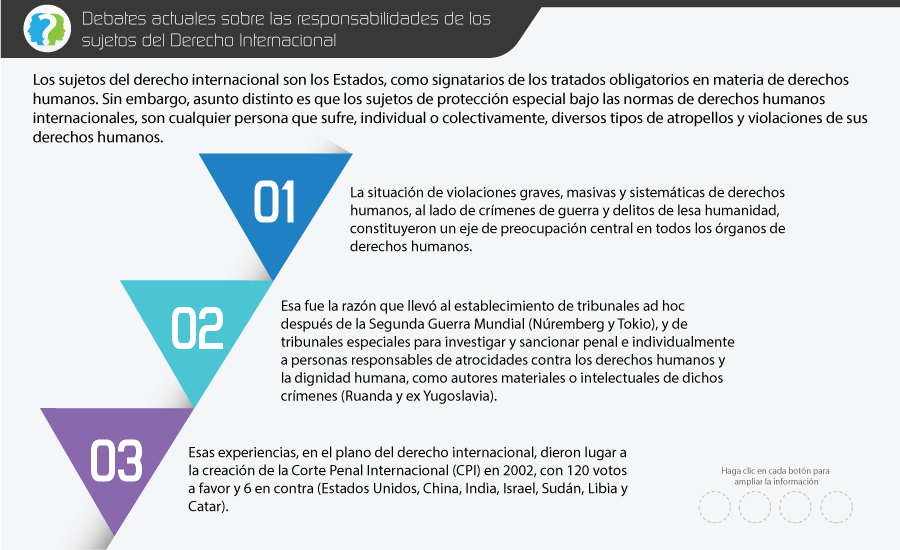 Debates actuales sobre las responsabilidades de los
sujetos del Derecho Internacional
Los sujetos del derecho internacional son los Estados, como signatarios de los tratados obligatorios en materia de derechos
humanos. Sin embargo, asunto distinto es que los sujetos de protección especial bajo las normas de derechos humanos
internacionales, son cualquier persona que sufre, individual o colectivamente, diversos tipos de atropellos y violaciones de sus
derechos humanos.
01
La situación de violaciones graves, masivas y sistemáticas de derechos
humanos, al lado de crímenes de guerra y delitos de lesa humanidad,
constituyeron un eje de preocupación central en todos los órganos de
derechos humanos.
02
Esa fue la razón que llevó al establecimiento de tribunales ad hoc
después de la Segunda Guerra Mundial (Núremberg y Tokio), y de
tribunales especiales para investigar y sancionar penal e individualmente
a personas responsables de atrocidades contra los derechos humanos y
la dignidad humana, como autores materiales o intelectuales de dichos
crímenes (Ruanda y ex Yugoslavia).
03
Esas experiencias, en el plano del derecho internacional, dieron lugar a
la creación de la Corte Penal Internacional (CPI) en 2002, con 120 votos
a favor y 6 en contra (Estados Unidos, China, India, Israel, Sudán, Libia y
Catar).
Haga clic en cada botón para
ampliar la información